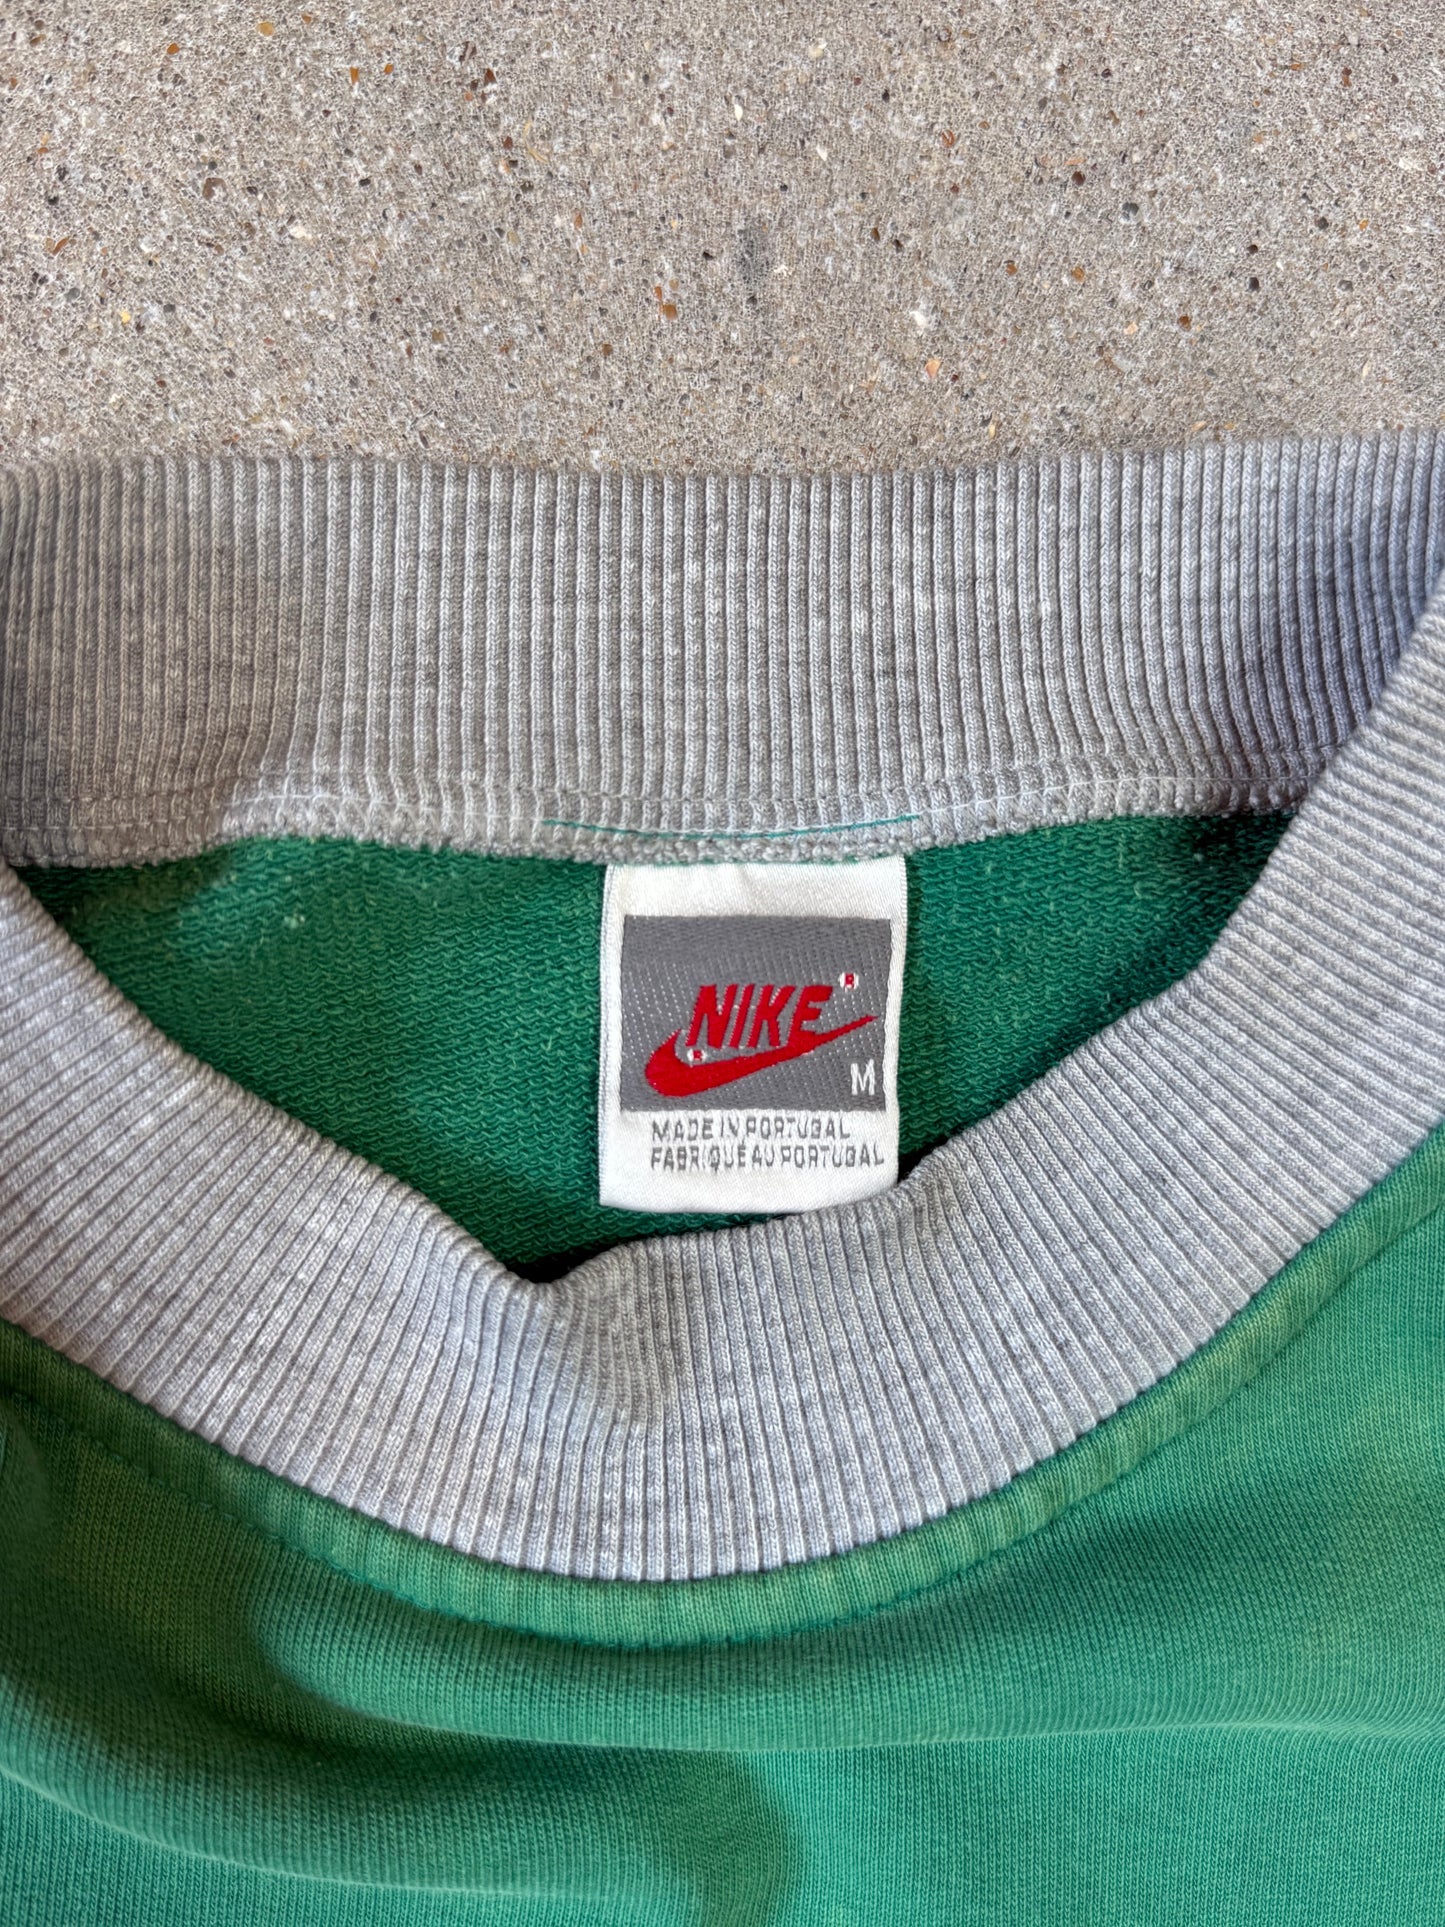 NIKE®
®
M
MADE IN PORTUGAL
FABRIQUÉ AU PORTUGAL